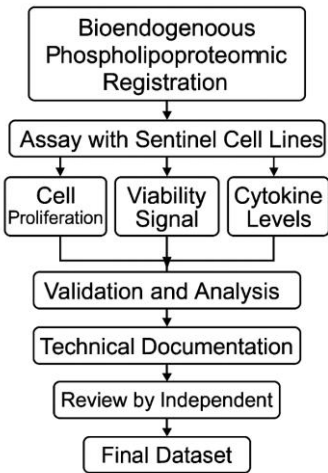 Bioendogenoous
Phospholipoproteomnic
Registration
Assay with Sentinel Cell Lines
Cell
Proliferation
Viability
Signal
Cytokine
Levels
Validation and Analysis
Technical Documentation
Review by Independent
Final Dataset